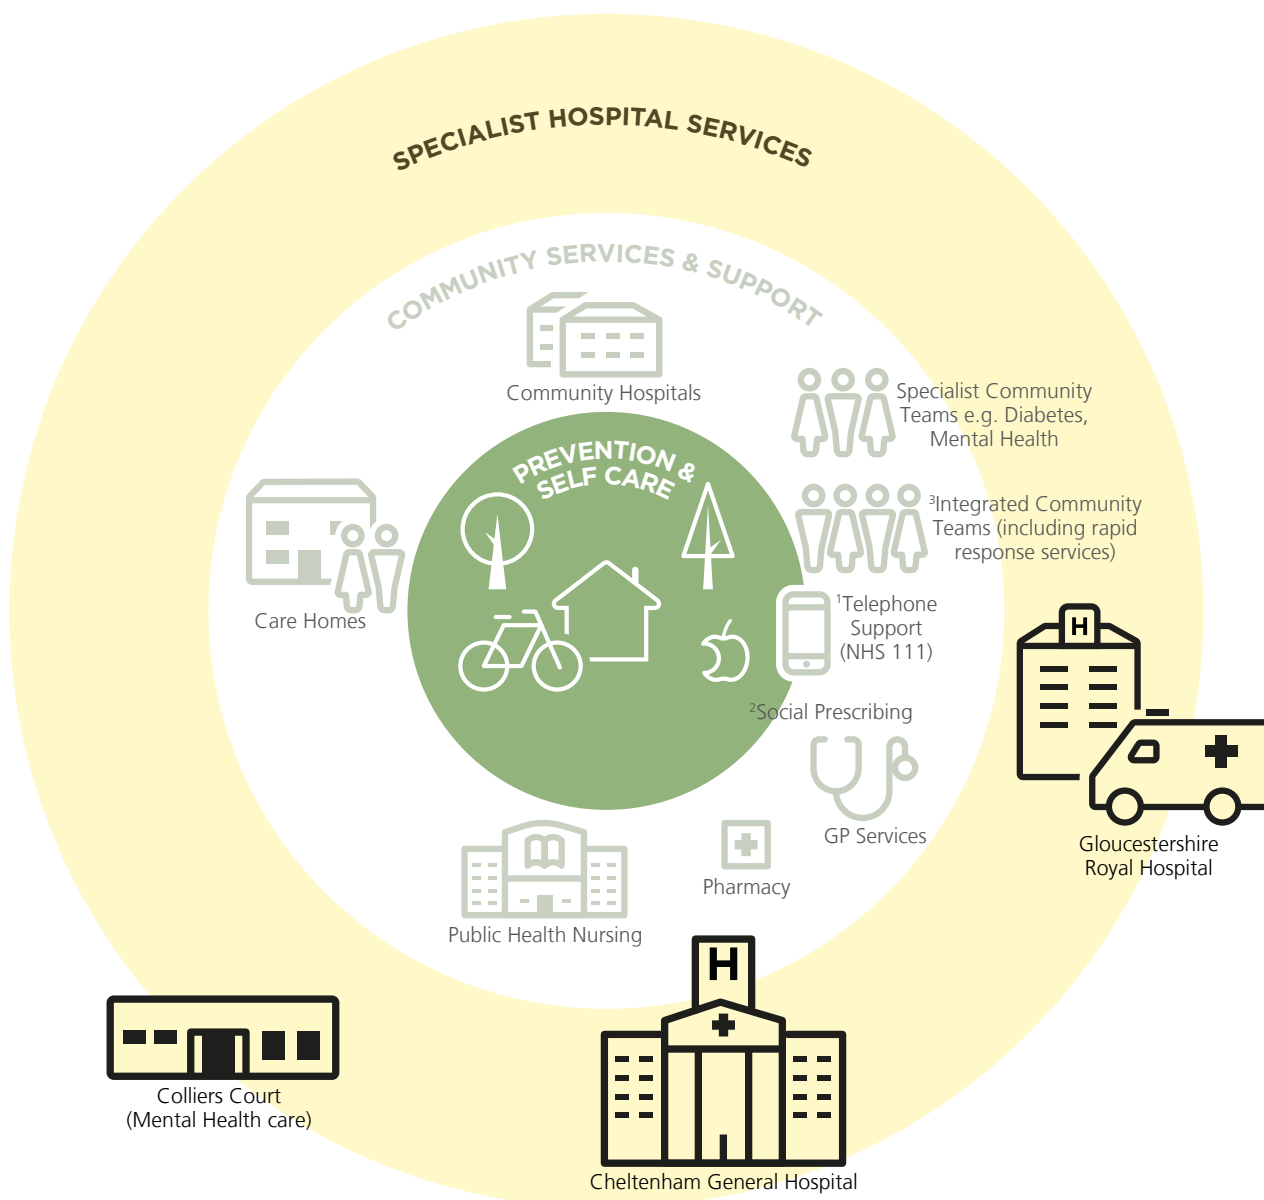 SPECIALIST HOSPITAL SERVICES
COMMUNITY SERVICES & SUPPORT
Community Hospitals
Specialist Community
Teams e.g. Diabetes,
Mental Health
PREVENTION &
SELF CARE
³Integrated Community
Teams (including rapid
response services)
Care Homes
¹Telephone
Support
(NHS 111)
H
²Social Prescribing
GP Services
Gloucestershire
Royal Hospital
Pharmacy
Public Health Nursing
H
Colliers Court
(Mental Health care)
Cheltenham General Hospital